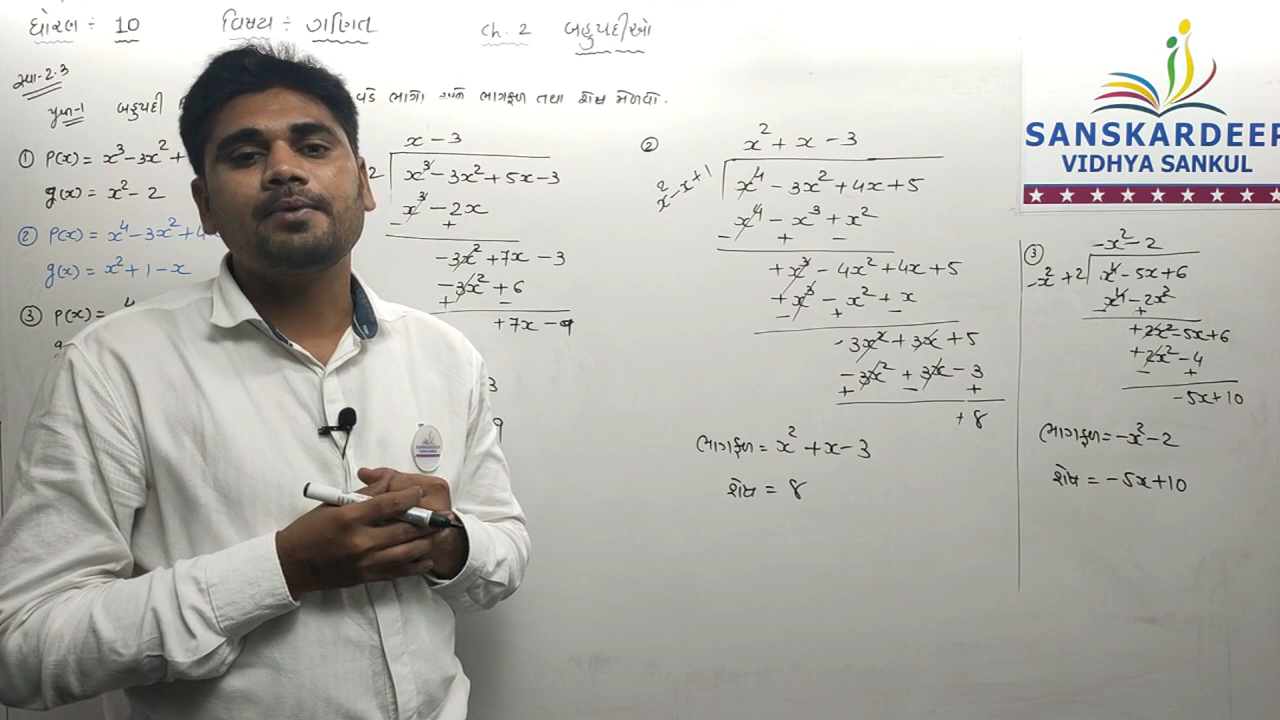 ધોરણ ÷ 10 વિષય ÷ ગણિત Ch. 2 બહુપદીઓ
સ્વા-2.3
પ્રશ્ન-1 બહુપદી વડે ભાગો અને ભાગફળ તથા શેષ મેળવો.
① P(x) = x³-3x²+
g(x) = x²-2
② P(x) = x⁴-3x²+4
g(x) = x²+1-x
③ P(x) =
x-3
2 x³-3x²+5x-3
x³-2x
- +
-3x²+7x-3
-3x²+6
+ -
+7x-9
3
9
②
x²+x-3
x²-x+1 x⁴-3x²+4x+5
x⁴-x³+x²
- + -
+x³-4x²+4x+5
+x³-x²+x
- + -
-3x²+3x+5
-3x²+3x-3
+ - +
+8
ભાગફળ = x²+x-3
શેષ = 8
③
-x²-2
-x²+2 x⁴-5x+6
x⁴-2x²
- +
+2x²-5x+6
+2x²-4
- +
-5x+10
ભાગફળ = -x²-2
શેષ = -5x+10
SANSKARDEEP
VIDHYA SANKUL